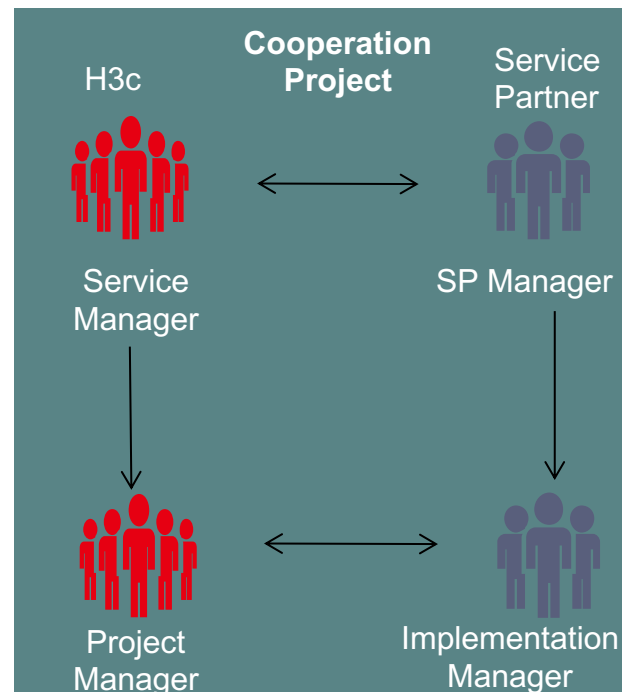 Cooperation
Project
H3c
Service
Partner
Service
Manager
SP Manager
Project
Manager
Implementation
Manager